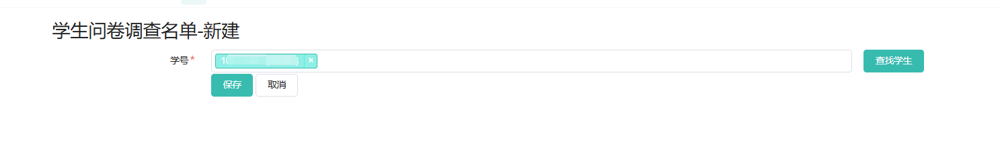 学生问卷调查名单-新建
学号* 10 × 查找学生
保存 取消